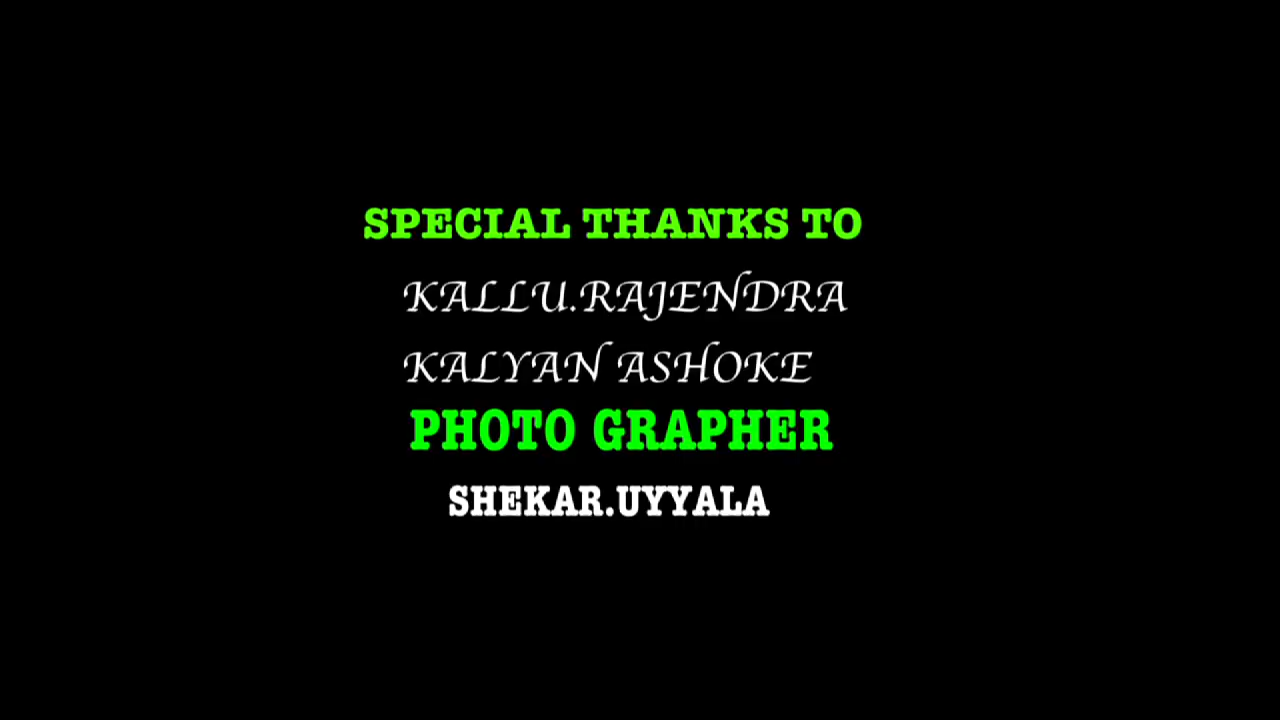 SPECIAL THANKS TO
KALLU.RAJENDRA
KALYAN ASHOKE
PHOTO GRAPHER
SHEKAR.UYYALA